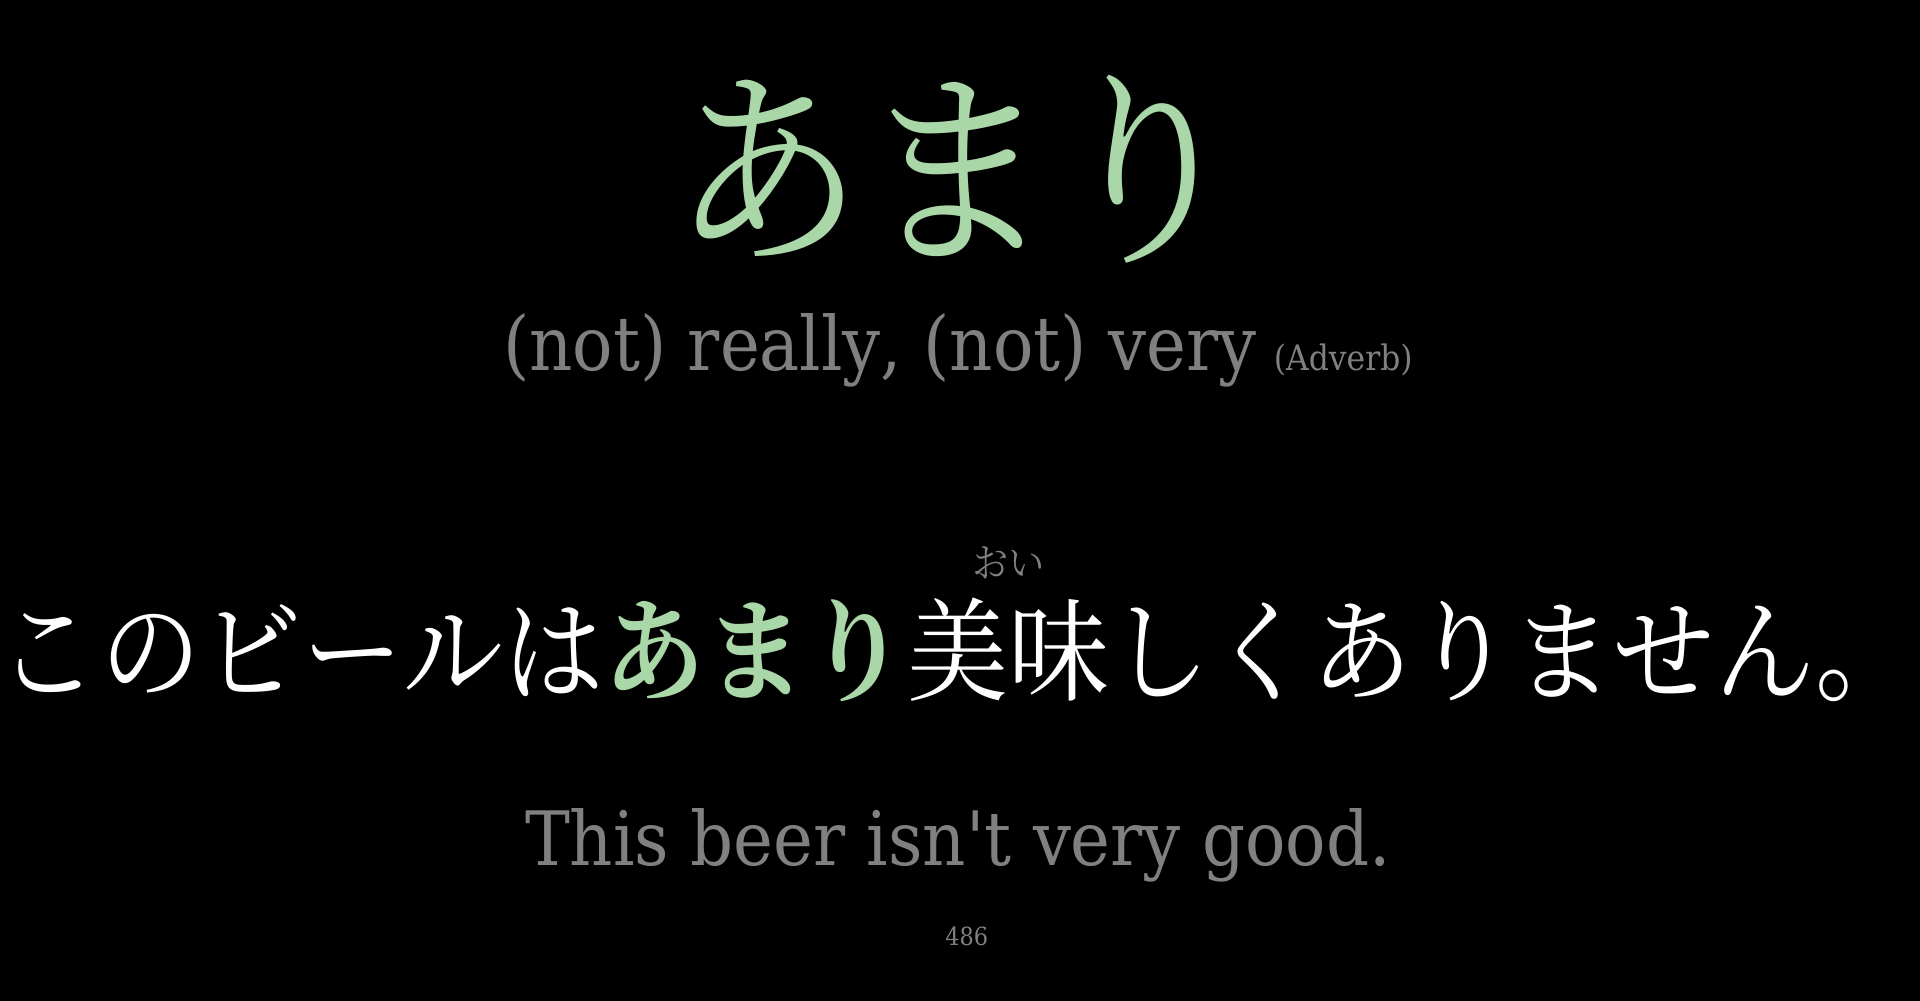 あまり
(not) really, (not) very (Adverb)
おい
このビールはあまり美味しくありません。
This beer isn't very good.
486